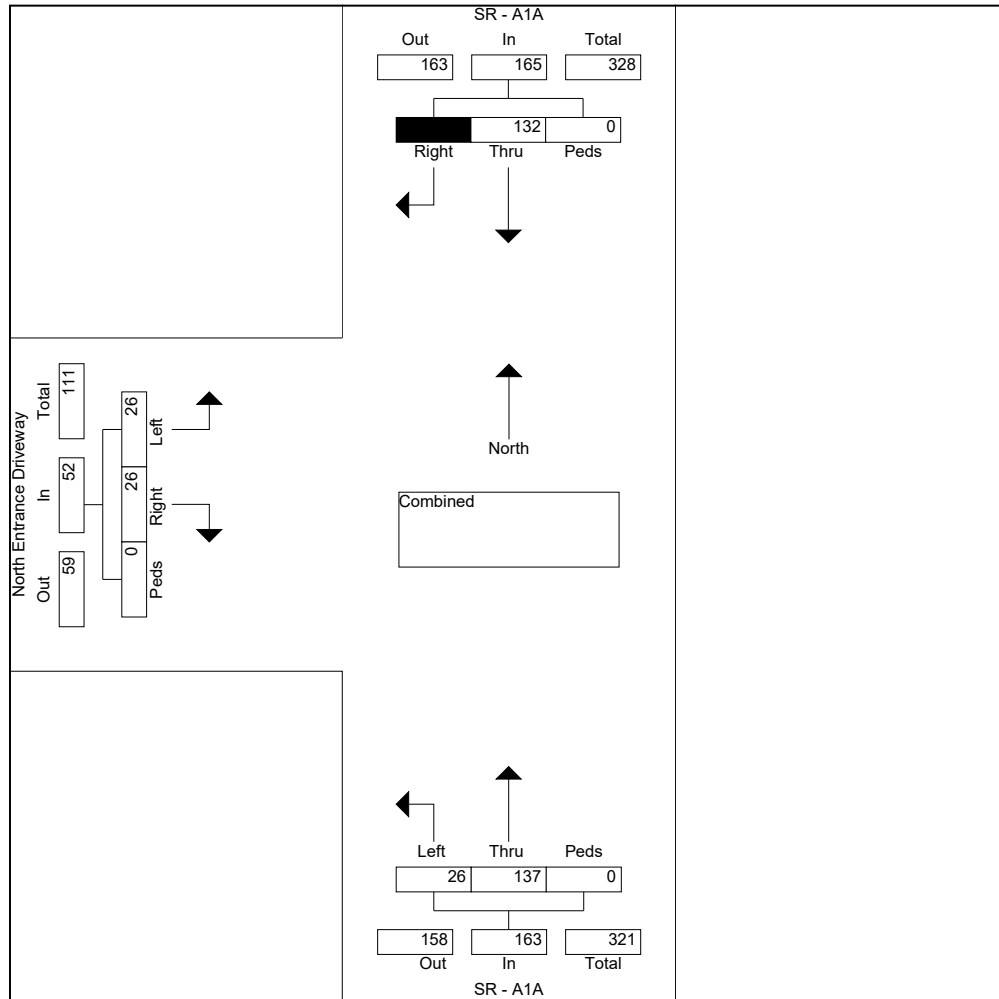 SR - A1A
Out In Total
163 165 328
132 0
Right Thru Peds
North Entrance Driveway
Out In Total
59 52 111
0 26 26
Peds Right Left
North
Combined
Left Thru Peds
26 137 0
158 163 321
Out In Total
SR - A1A